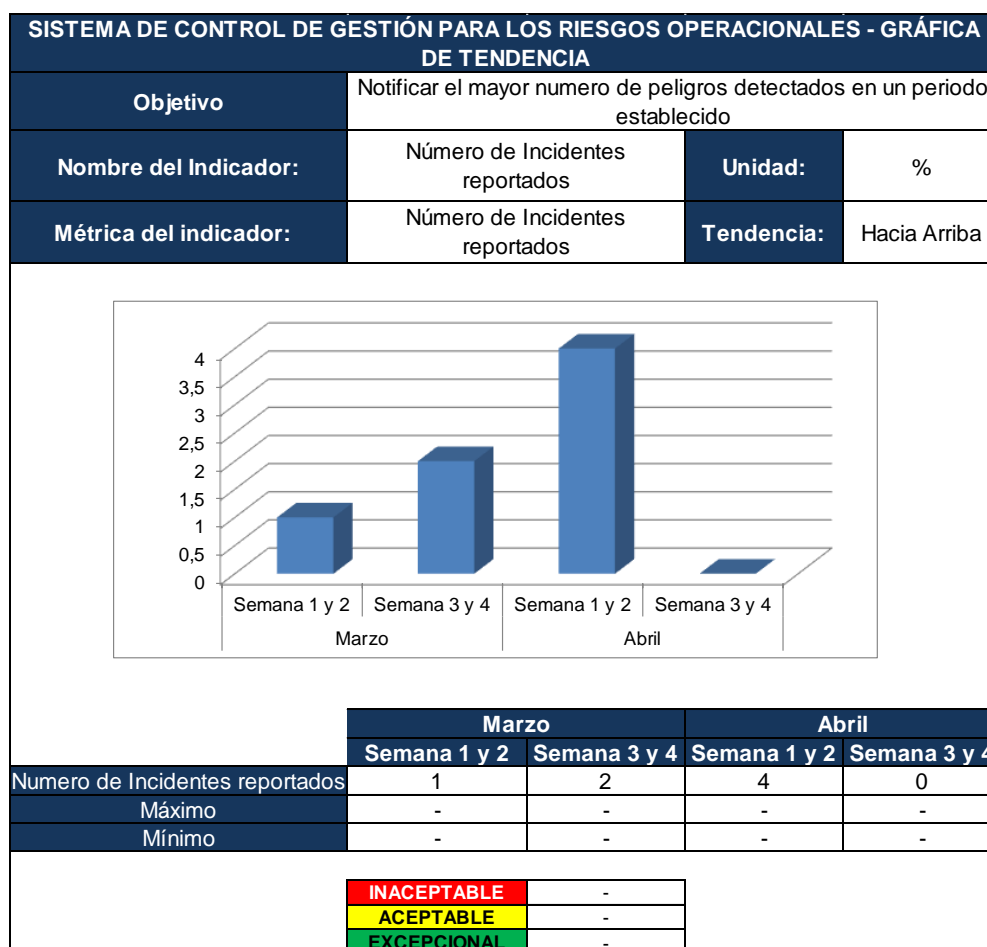 SISTEMA DE CONTROL DE GESTIÓN PARA LOS RIESGOS OPERACIONALES - GRÁFICA
DE TENDENCIA
Objetivo
Notificar el mayor numero de peligros detectados en un periodo
establecido
Nombre del Indicador:
Número de Incidentes
reportados
Unidad:
%
Métrica del indicador:
Número de Incidentes
reportados
Tendencia:
Hacia Arriba
4
3,5
3
2,5
2
1,5
1
0,5
0
Semana 1 y 2 Semana 3 y 4 Semana 1 y 2 Semana 3 y 4
Marzo Abril
Marzo Abril
Semana 1 y 2 Semana 3 y 4 Semana 1 y 2 Semana 3 y 4
Numero de Incidentes reportados 1 2 4 0
Máximo - - - -
Mínimo - - - -
INACEPTABLE -
ACEPTABLE -
EXCEPCIONAL -